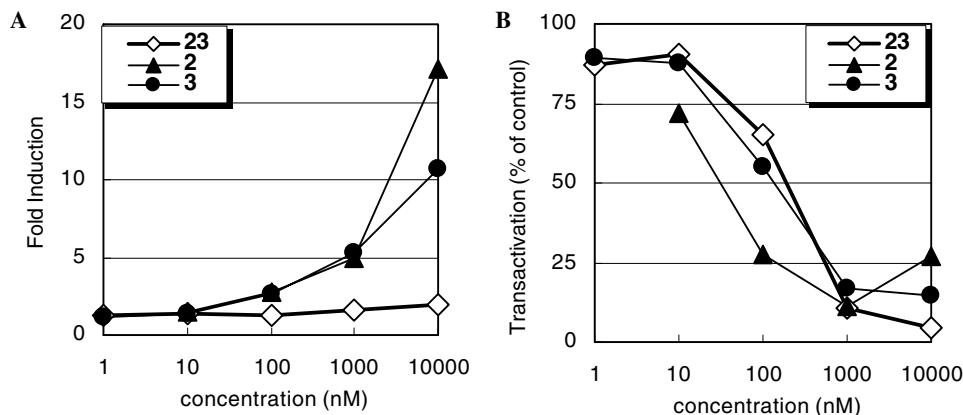 A
20
15
10
5
0
Fold Induction
23
2
3
1 10 100 1000 10000
concentration (nM)
B
100
75
50
25
0
Transactivation (% of control)
23
2
3
1 10 100 1000 10000
concentration (nM)